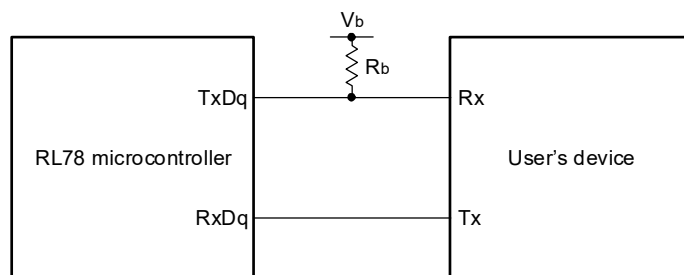 Vb
Rb
TxDq
Rx
RL78 microcontroller
User’s device
RxDq
Tx